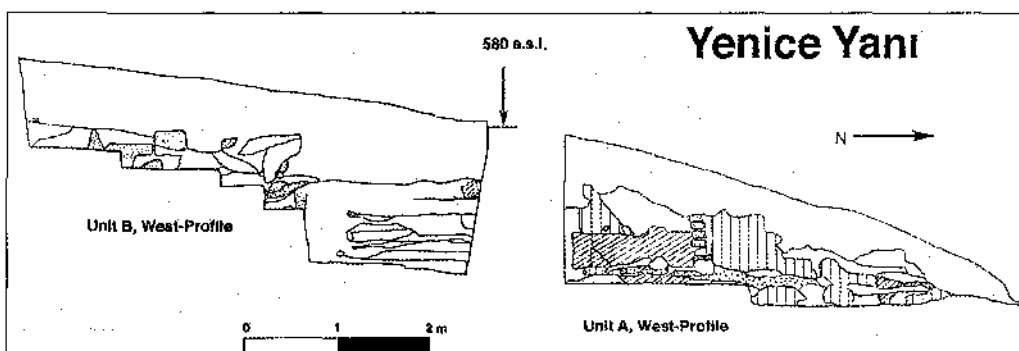 Yenice Yanı
580 a.s.l.
N
Unit B, West-Profile
0 1 2 m
Unit A, West-Profile